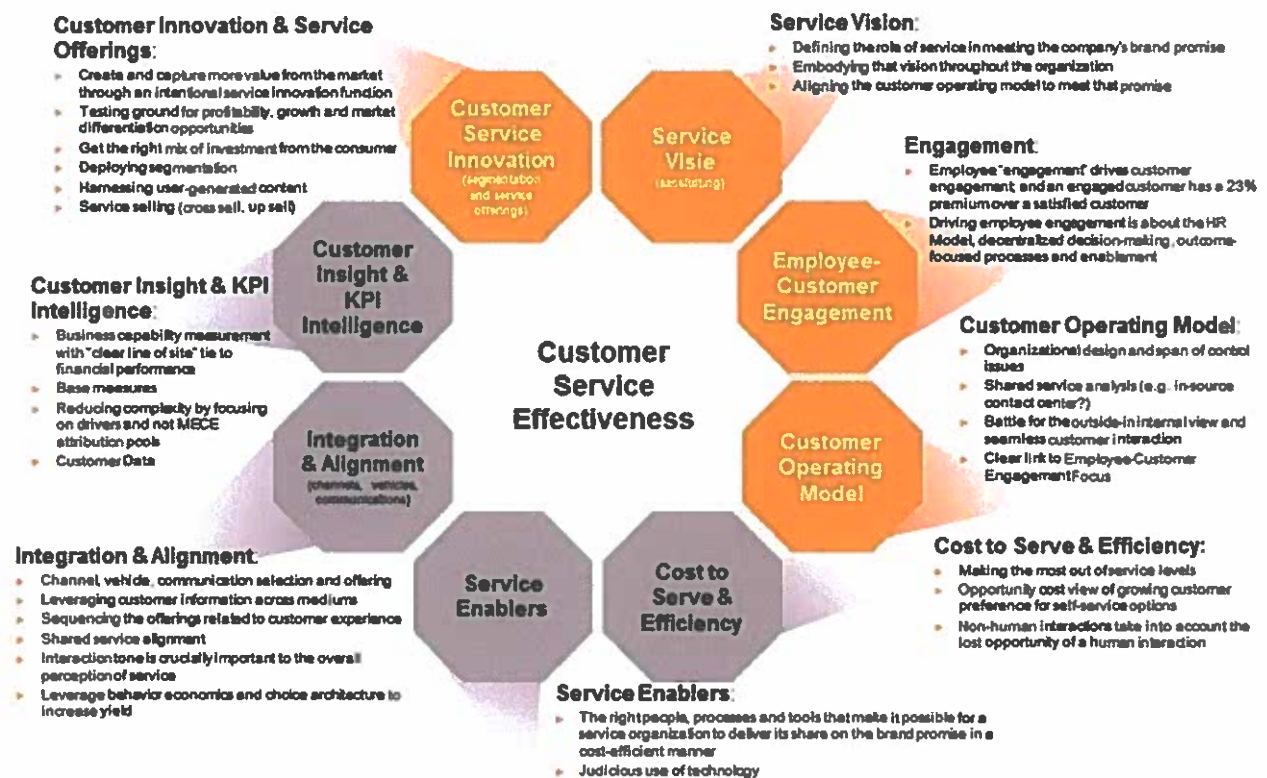 Customer Innovation & Service
Offerings:
Create and capture more value from the market
through an intentional service innovation function
Testing ground for profitability, growth and market
differentiation opportunities
Get the right mix of investment from the consumer
Deploying segmentation
Harnessing user-generated content
Service selling (cross sell, up sell)
Service Vision:
Defining the role of service in meeting the company's brand promise
Embodying that vision throughout the organization
Aligning the customer operating model to meet that promise
Customer
Service
Innovation
(segmentation
and service
offerings)
Service
Visie
Engagement:
Employee "engagement" drives customer
engagement, and an engaged customer has a 23%
premium over a satisfied customer
Driving employee engagement is about the HR
Model, decentralized decision-making, outcome-
focused processes and enablement
Customer
Insight &
KPI
Intelligence
Employee-
Customer
Engagement
Customer Insight & KPI
Intelligence:
Business capability measurement
with "clear line of site" tie to
financial performance
Base measures
Reducing complexity by focusing
on drivers and not MECE
attribution pools
Customer Data
Customer
Service
Effectiveness
Customer Operating Model:
Organizational design and span of control
issues
Shared service analysis (e.g. in-source
contact center?)
Battle for the outside-in internal view and
seamless customer interaction
Clear link to Employee-Customer
Engagement Focus
Integration
& Alignment
(channels, vehicles,
communications)
Customer
Operating
Model
Integration & Alignment:
Channel, vehicle, communication selection and offering
Leveraging customer information across mediums
Sequencing the offerings related to customer experience
Shared service alignment
Interaction tone is crucially important to the overall
perception of service
Leverage behavior economics and choice architecture to
increase yield
Service
Enablers
Cost to
Serve &
Efficiency
Cost to Serve & Efficiency:
Making the most out of service levels
Opportunity cost view of growing customer
preference for self-service options
Non-human interactions take into account the
lost opportunity of a human interaction
Service Enablers:
The right people, processes and tools that make it possible for a
service organization to deliver its share on the brand promise in a
cost-efficient manner
Judicious use of technology